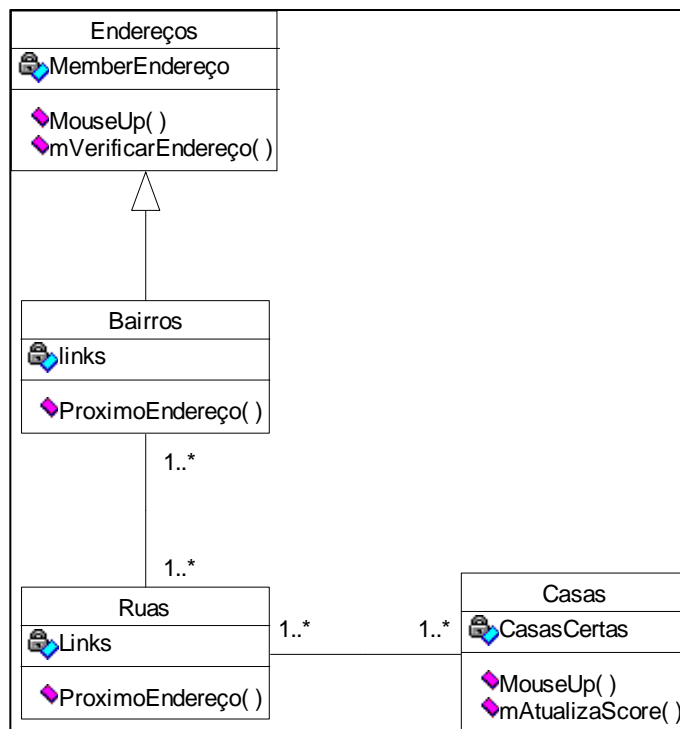 Endereços
MemberEndereço
MouseUp( )
mVerificarEndereço( )
Bairros
links
ProximoEndereço( )
1..*
1..*
Ruas
Links
ProximoEndereço( )
1..*
1..*
Casas
CasasCertas
MouseUp( )
mAtualizaScore( )